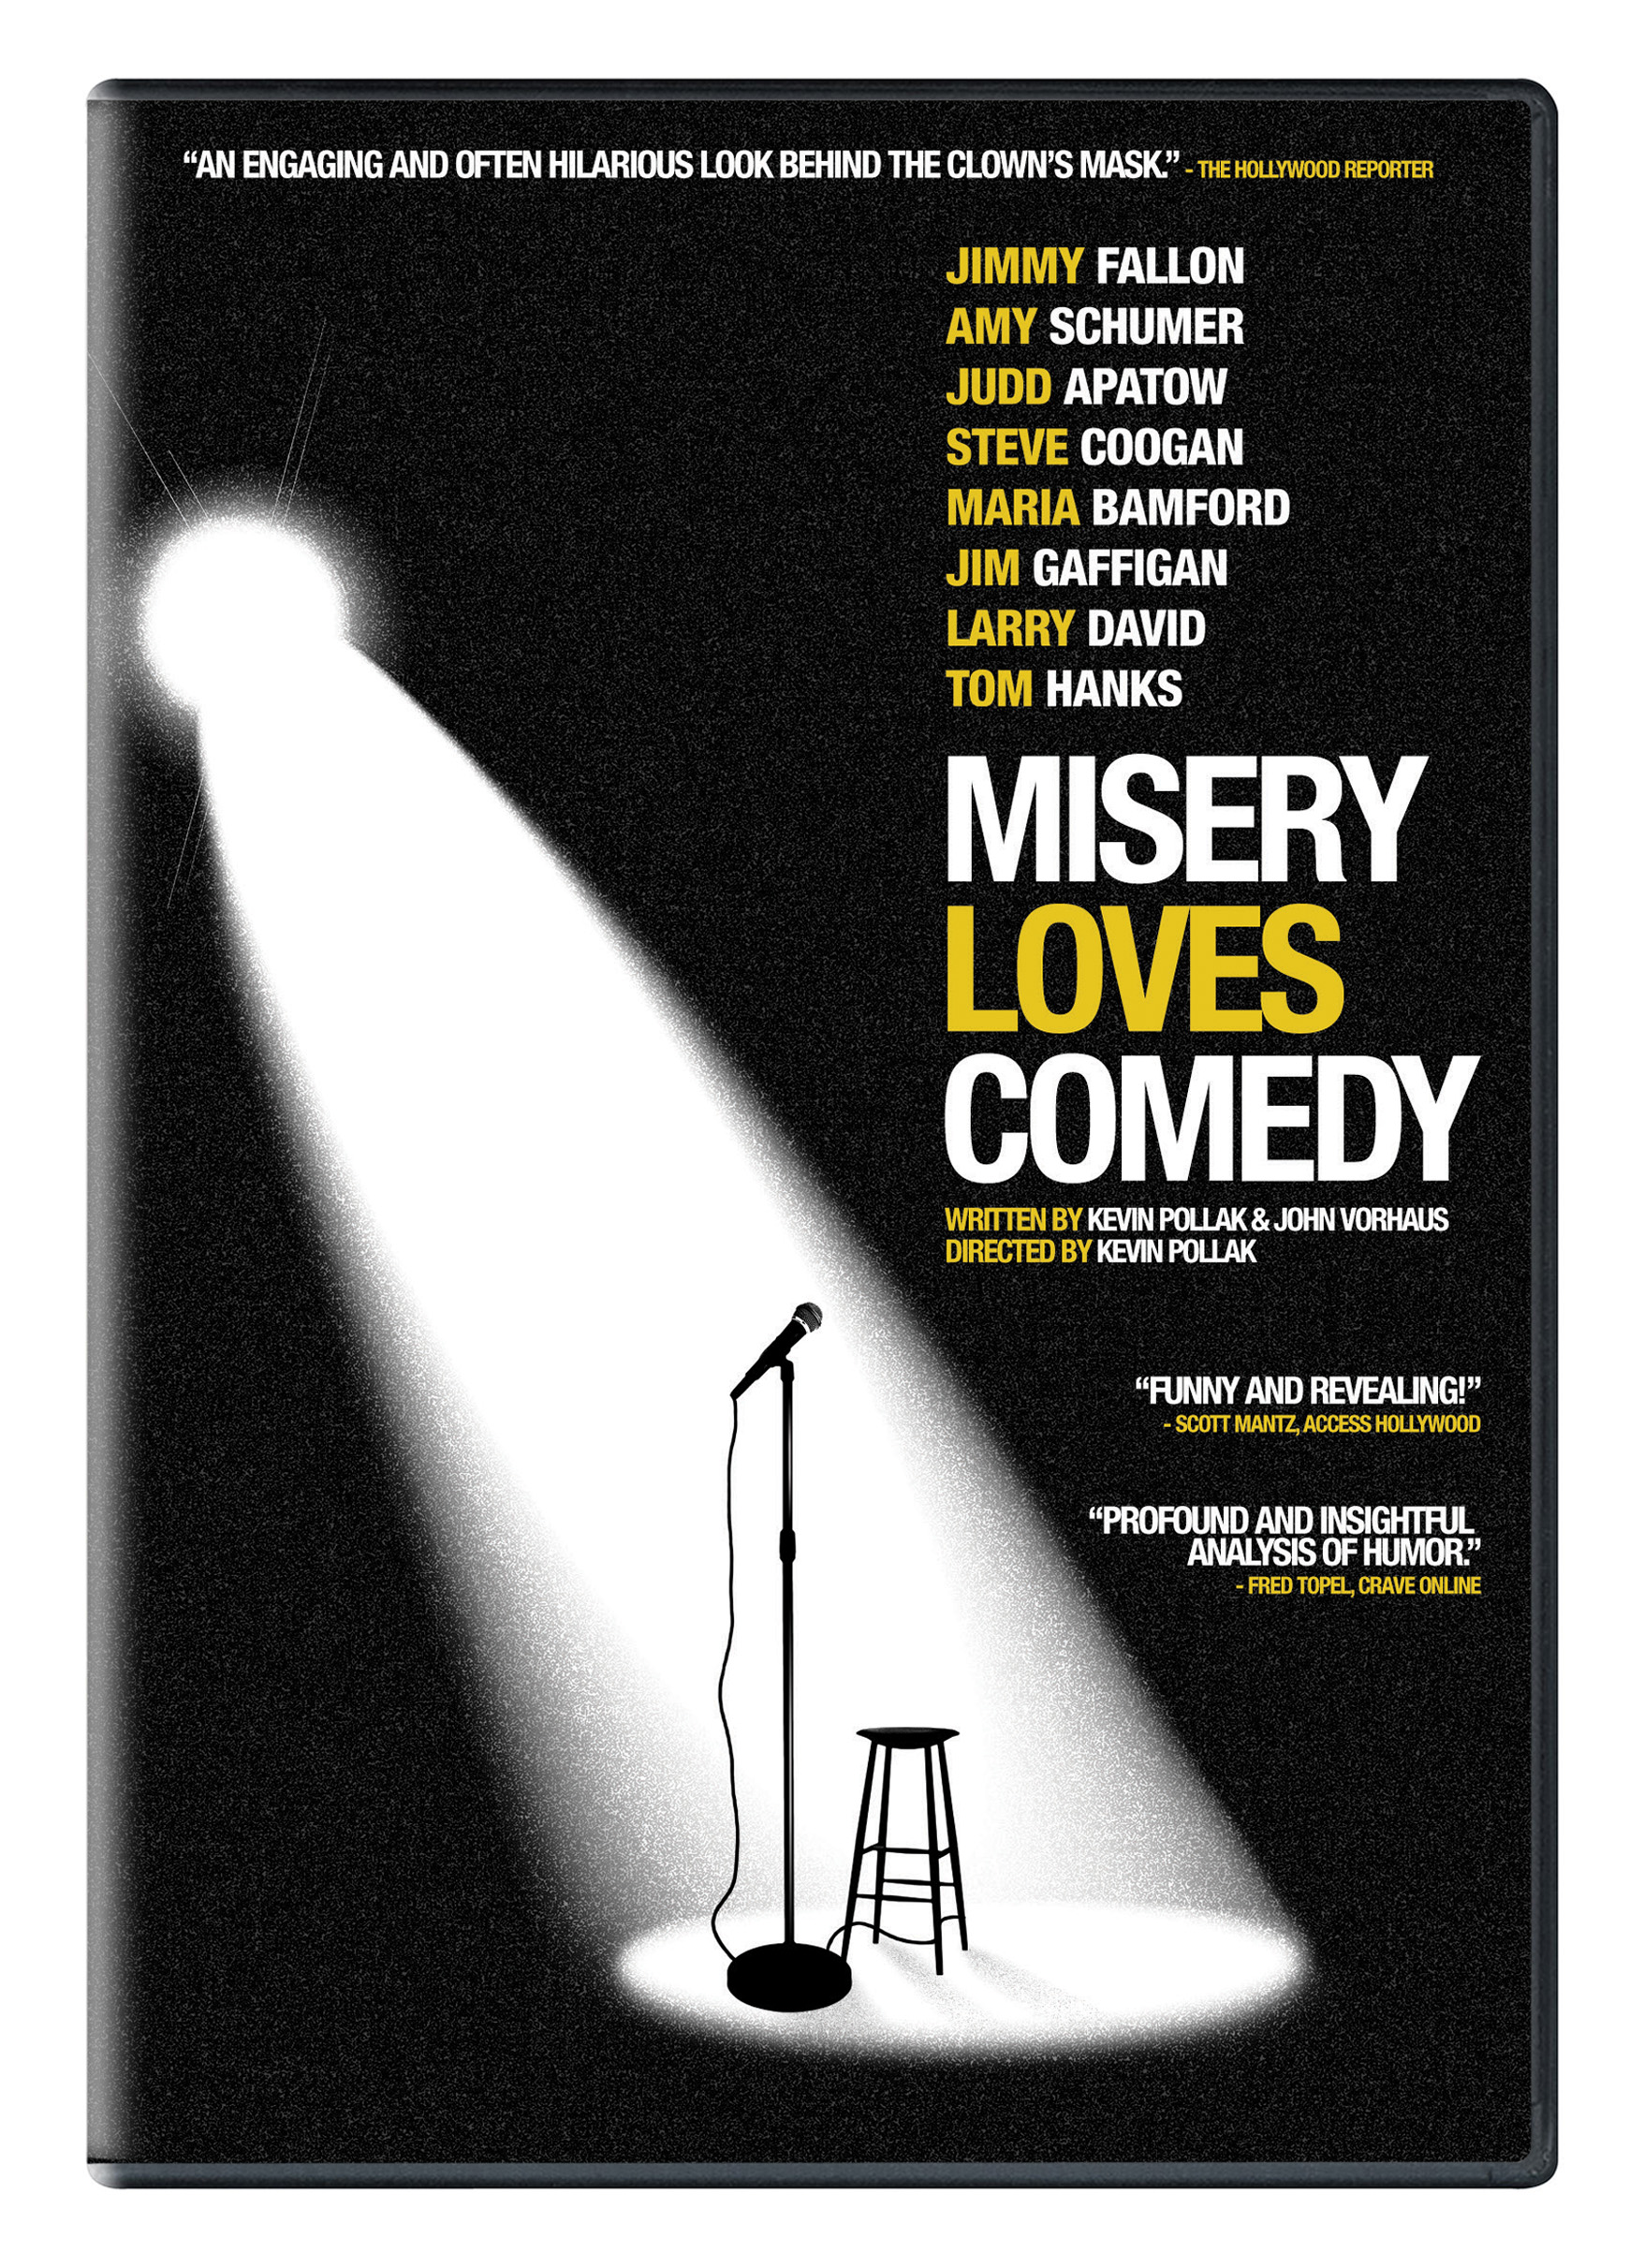 “AN ENGAGING AND OFTEN HILARIOUS LOOK BEHIND THE CLOWN’S MASK.” - THE HOLLYWOOD REPORTER
JIMMY FALLON
AMY SCHUMER
JUDD APATOW
STEVE COOGAN
MARIA BAMFORD
JIM GAFFIGAN
LARRY DAVID
TOM HANKS
MISERY
LOVES
COMEDY
WRITTEN BY KEVIN POLLAK & JOHN VORHAUS
DIRECTED BY KEVIN POLLAK
“FUNNY AND REVEALING!”
- SCOTT MANTZ, ACCESS HOLLYWOOD
“PROFOUND AND INSIGHTFUL
ANALYSIS OF HUMOR.”
- FRED TOPEL, CRAVE ONLINE